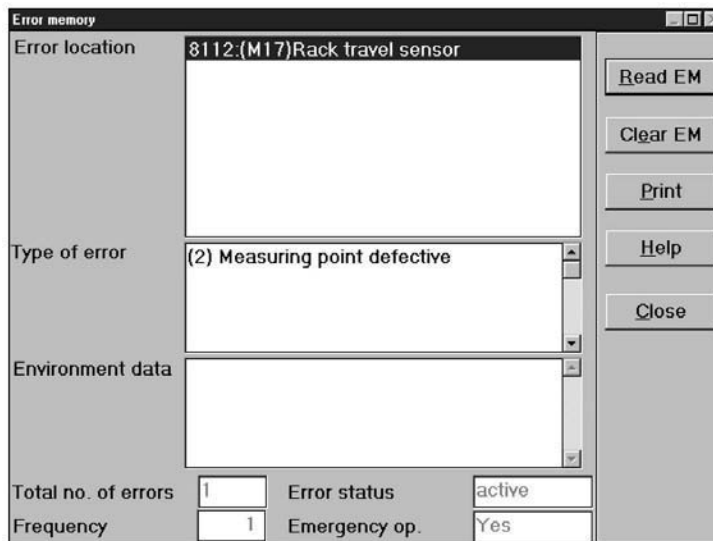 Error memory
Error location
8112:(M17)Rack travel sensor
Read EM
Clear EM
Print
Help
Close
Type of error
(2) Measuring point defective
Environment data
Total no. of errors 1 Error status active
Frequency 1 Emergency op. Yes